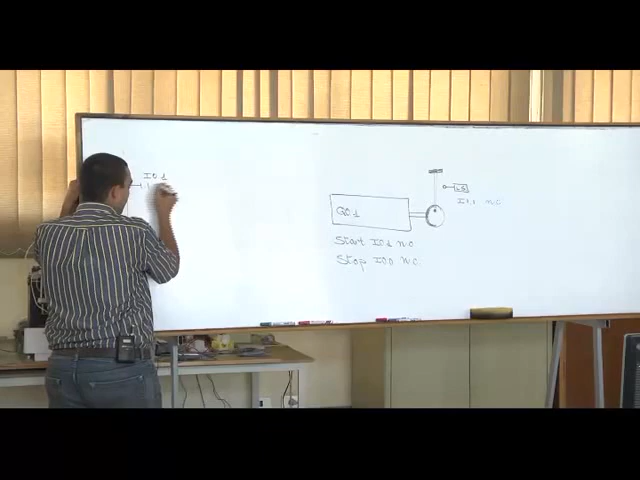 I0.1
Q0.1
LS
I1.1 N.C
Start I0.1 N.O
Stop I0.0 N.C